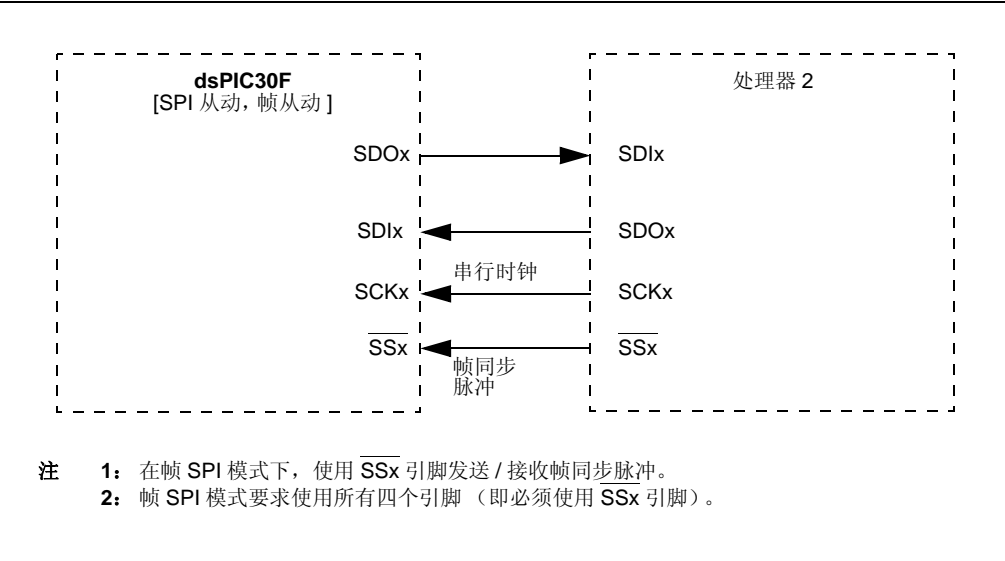 dsPIC30F
[SPI 从动，帧从动 ]
处理器 2
SDOx
SDIx
SDIx
SDOx
串行时钟
SCKx
SCKx
SSx
SSx
帧同步
脉冲
注 1： 在帧 SPI 模式下，使用 SSx 引脚发送 / 接收帧同步脉冲。
2： 帧 SPI 模式要求使用所有四个引脚 （即必须使用 SSx 引脚）。